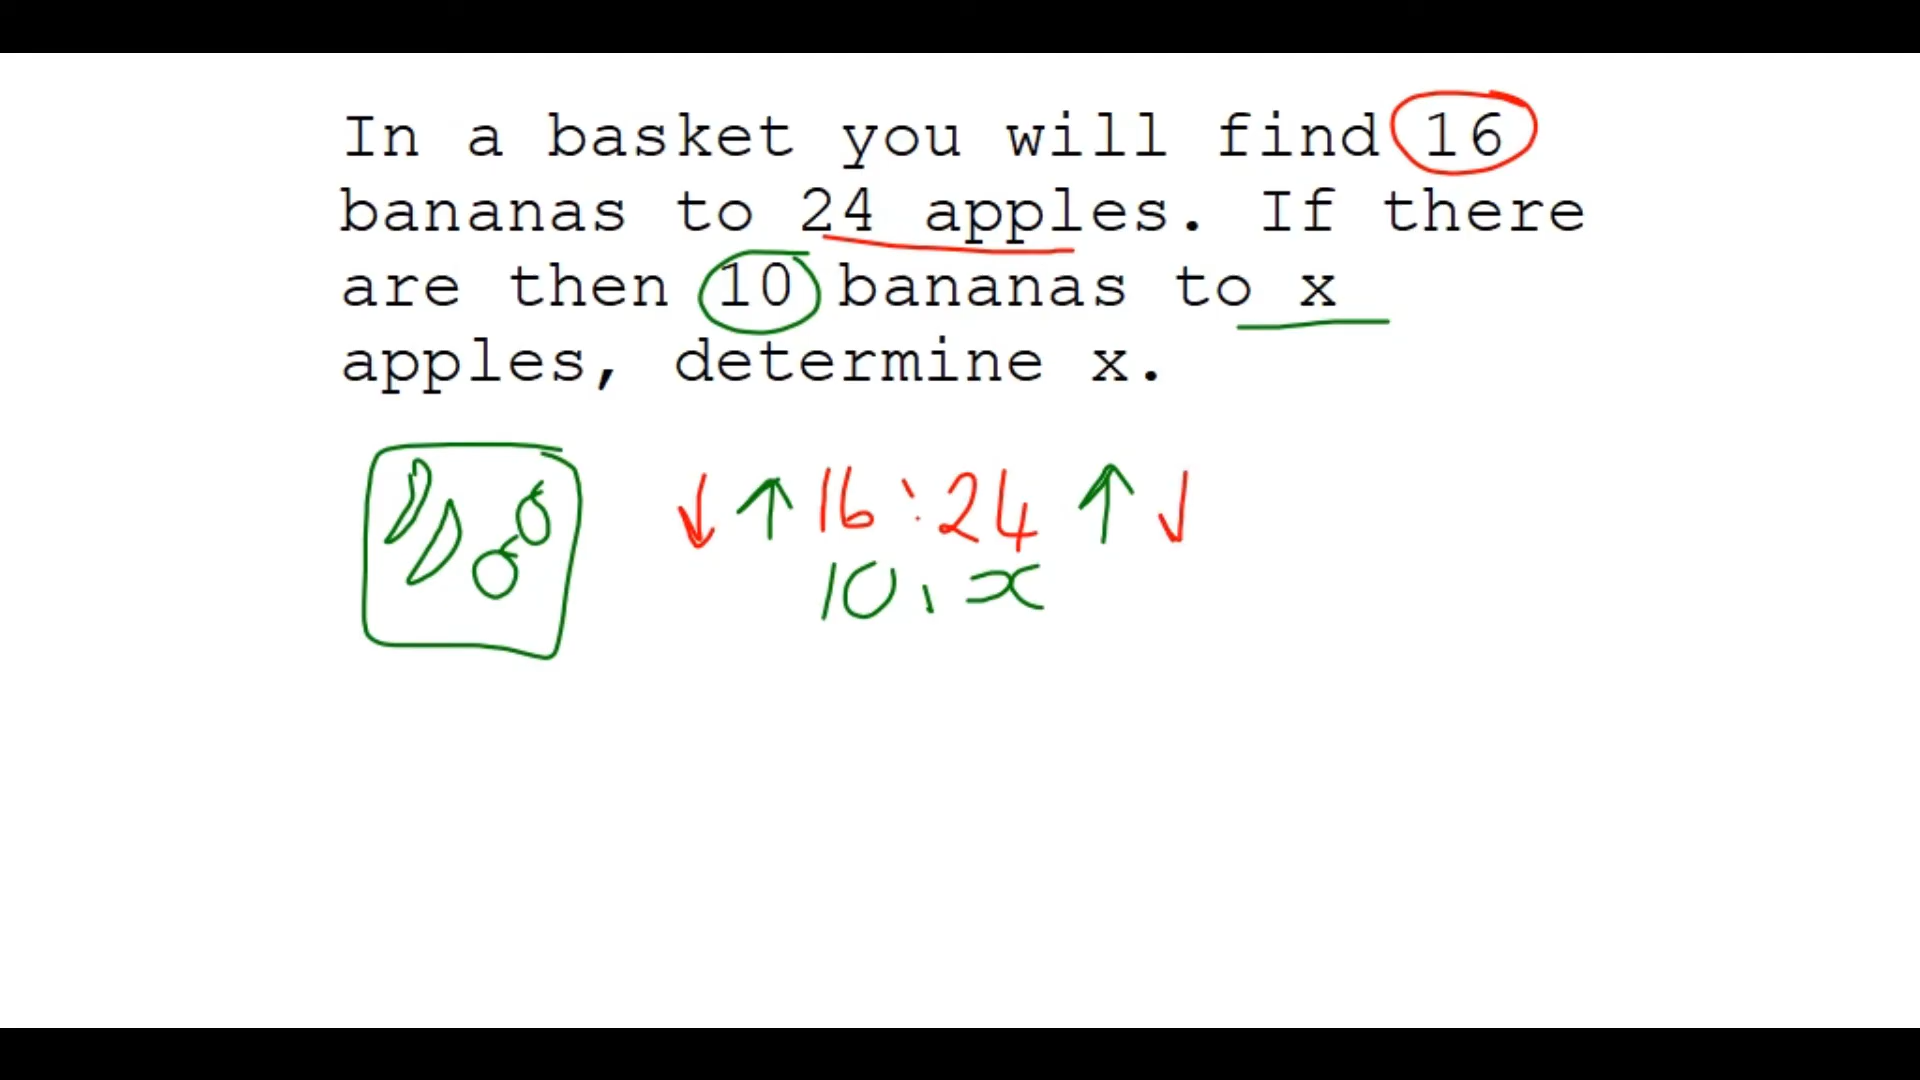 In a basket you will find 16
bananas to 24 apples. If there
are then 10 bananas to x
apples, determine x.
↓ ↑ 16:24 ↑ ↓
10:x